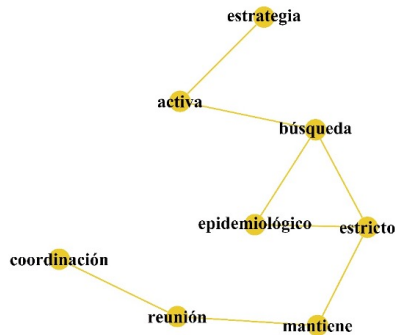 estrategia
activa
búsqueda
epidemiológico
estricto
coordinación
reunión
mantiene